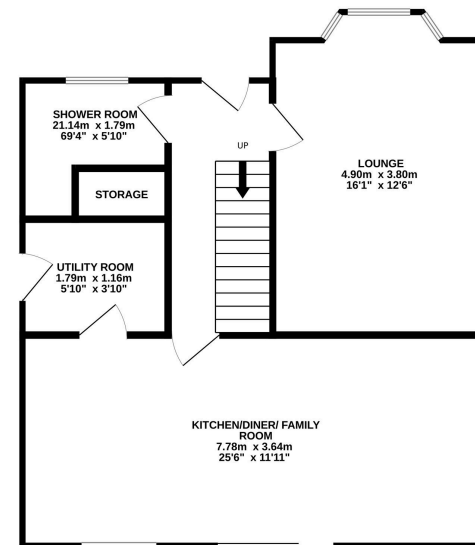 SHOWER ROOM
21.14m x 1.79m
69'4" x 5'10"
UP
LOUNGE
4.90m x 3.80m
16'1" x 12'6"
STORAGE
UTILITY ROOM
1.79m x 1.16m
5'10" x 3'10"
KITCHEN/DINER/ FAMILY
ROOM
7.78m x 3.64m
25'6" x 11'11"